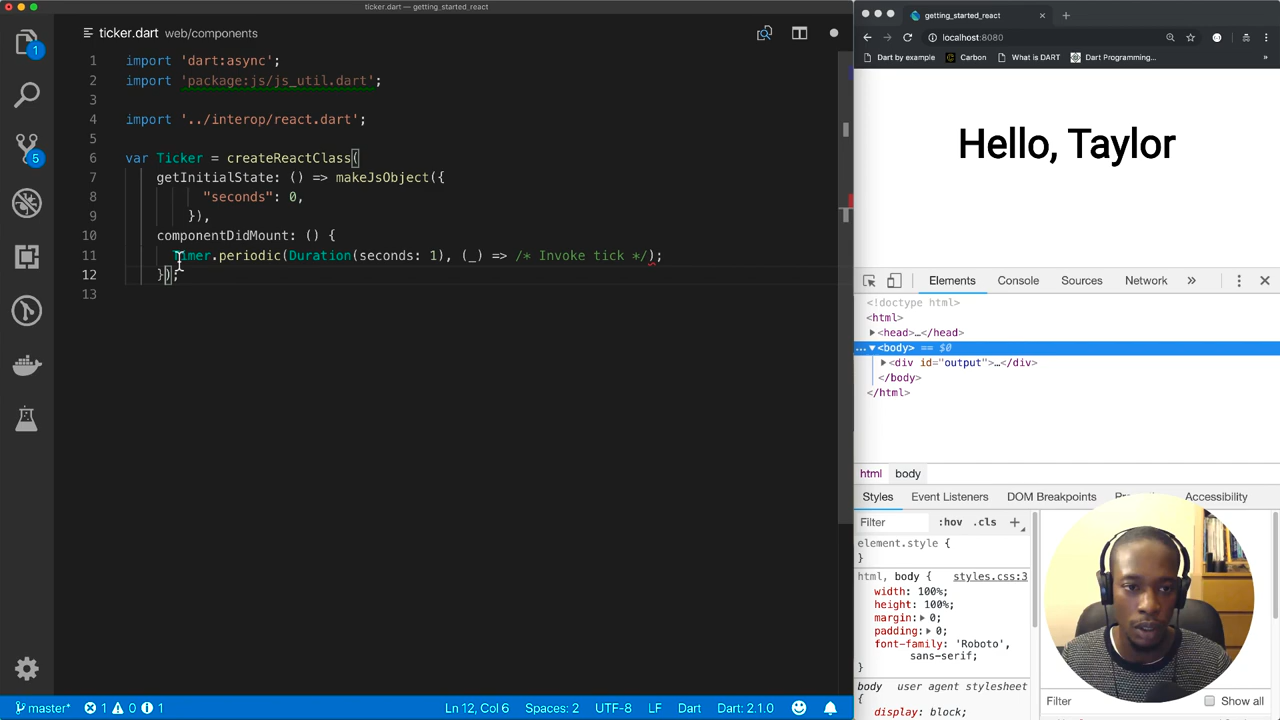 ticker.dart — getting_started_react
ticker.dart web/components
1 import 'dart:async';
2 import 'package:js/js_util.dart';
3
4 import '../interop/react.dart';
5
6 var Ticker = createReactClass(
7 getInitialState: () => makeJsObject({
8 "seconds": 0,
9 }),
10 componentDidMount: () {
11 Timer.periodic(Duration(seconds: 1), (_) => /* Invoke tick */);
12 });
13
1
5
master* 1 0 1 Ln 12, Col 6 Spaces: 2 UTF-8 LF Dart Dart: 2.1.0
getting_started_react
localhost:8080
Dart by example Carbon What is DART Dart Programming... »
Hello, Taylor
Elements Console Sources Network »
<!doctype html>
<html>
<head>…</head>
... <body> == $0
<div id="output">…</div>
</body>
</html>
html body
Styles Event Listeners DOM Breakpoints Accessibility
Filter :hov .cls +
element.style {
}
html, body { styles.css:3
width: 100%;
height: 100%;
margin: 0;
padding: 0;
font-family: 'Roboto',
sans-serif;
}
body user agent stylesheet
display: block;
Filter Show all